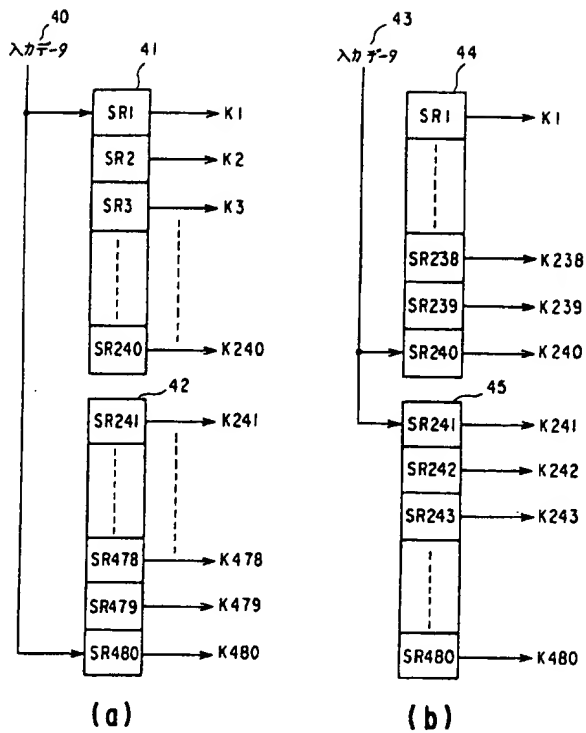 40
入力データ
41
SR1
K1
SR2
K2
SR3
K3
SR240
K240
42
SR241
K241
SR478
K478
SR479
K479
SR480
K480
(a)
43
入力データ
44
SR1
K1
SR238
K238
SR239
K239
SR240
K240
45
SR241
K241
SR242
K242
SR243
K243
SR480
K480
(b)